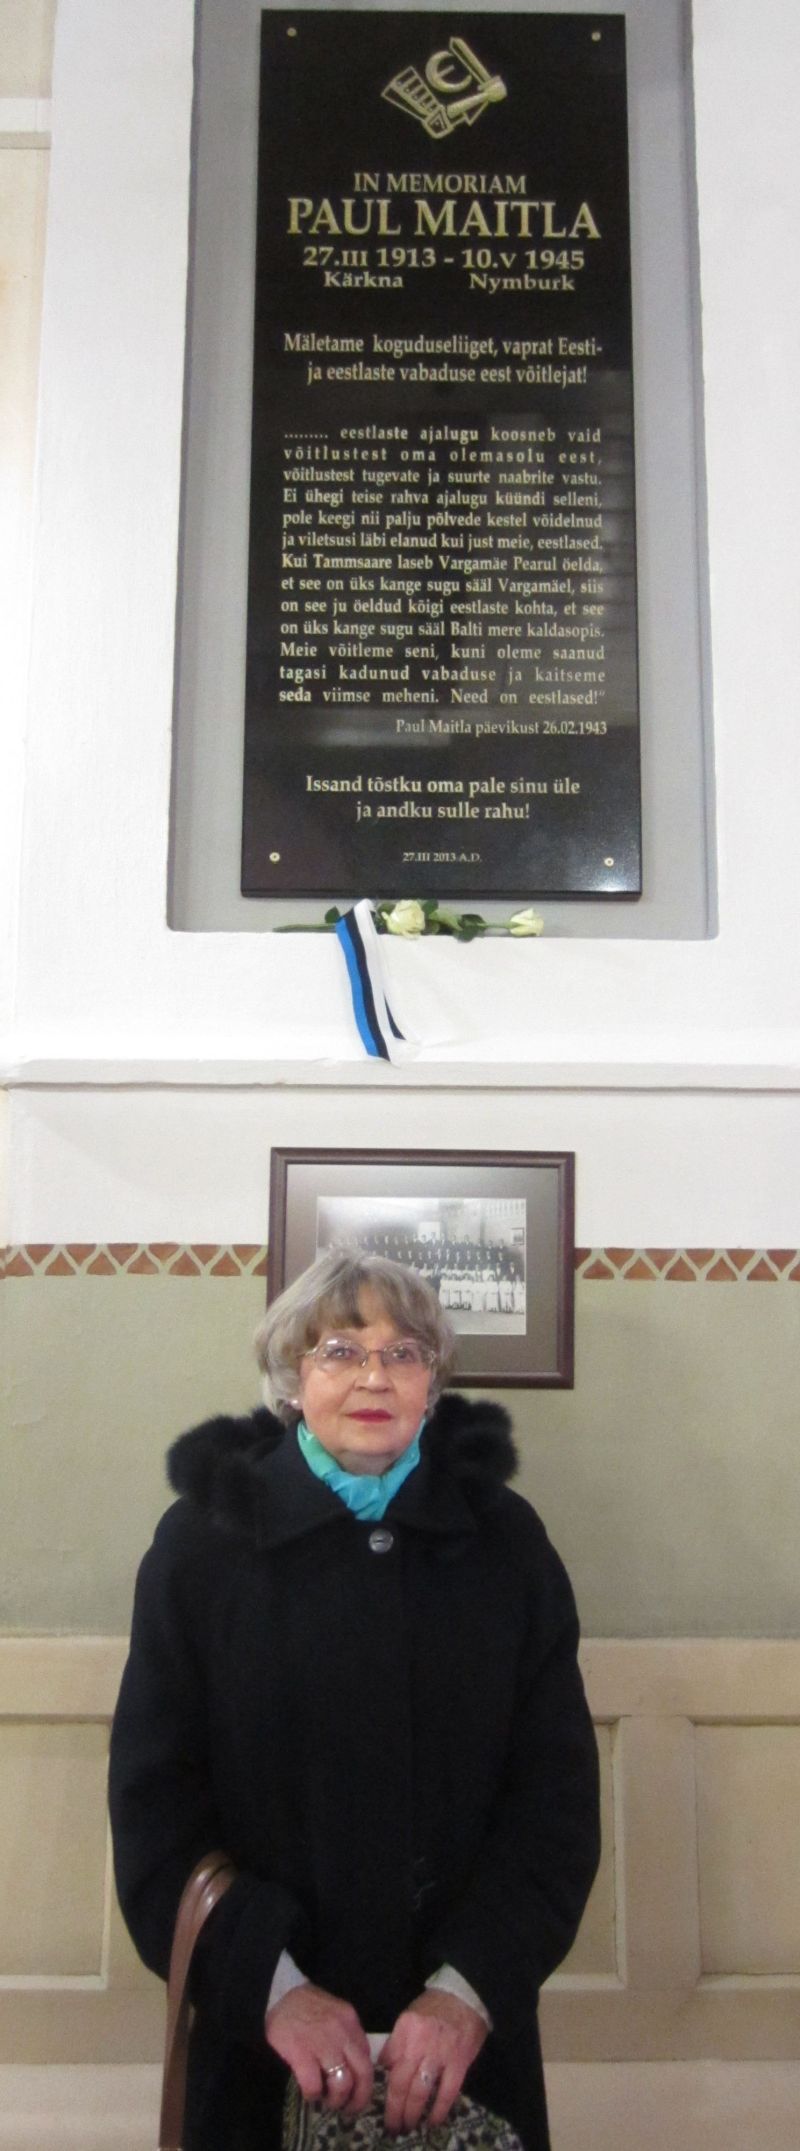 IN MEMORIAM
PAUL MAITLA
27.III 1913 - 10.V 1945
Kärkna Nymburk
Mäletame koguduseliiget, vaprat Eesti-
ja eestlaste vabaduse eest võitlejat!
......... eestlaste ajalugu koosneb vaid
võitlustest oma olemasolu eest,
võitlustest tugevate ja suurte naabrite vastu.
Ei ühegi teise rahva ajalugu küündi selleni,
pole keegi nii palju põlvede kestel võidelnud
ja viletsusi läbi elanud kui just meie, eestlased.
Kui Tammsaare laseb Vargamäe Pearul öelda,
et see on üks kange sugu sääl Vargamäel, siis
on see ju öeldud kõigi eestlaste kohta, et see
on üks kange sugu sääl Balti mere kaldasopis.
Meie võitleme seni, kuni oleme saanud
tagasi kadunud vabaduse ja kaitseme
seda viimse meheni. Need on eestlased!"
Paul Maitla päevikust 26.02.1943
Issand tõstku oma pale sinu üle
ja andku sulle rahu!
27.III 2013 A.D.